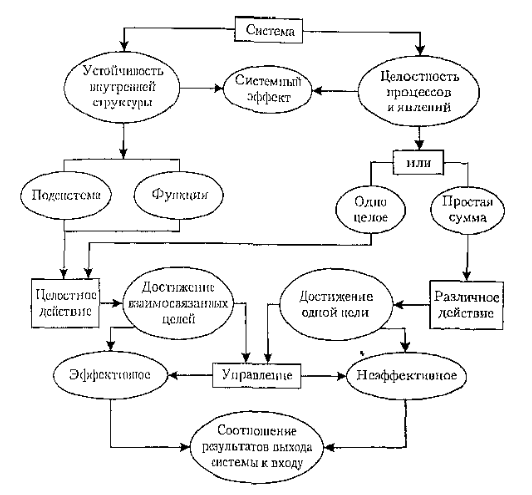 Система
Устойчивость
внутренней
структуры
Системный
эффект
Целостность
процессов
и явлений
или
Подсистема
Функции
Одно
целое
Простая
сумма
Целостное
действие
Достижение
взаимосвязанных
целей
Достижение
одной цели
Различное
действие
Эффективное
Управление
Неэффективное
Соотношение
результатов выхода
системы к входу